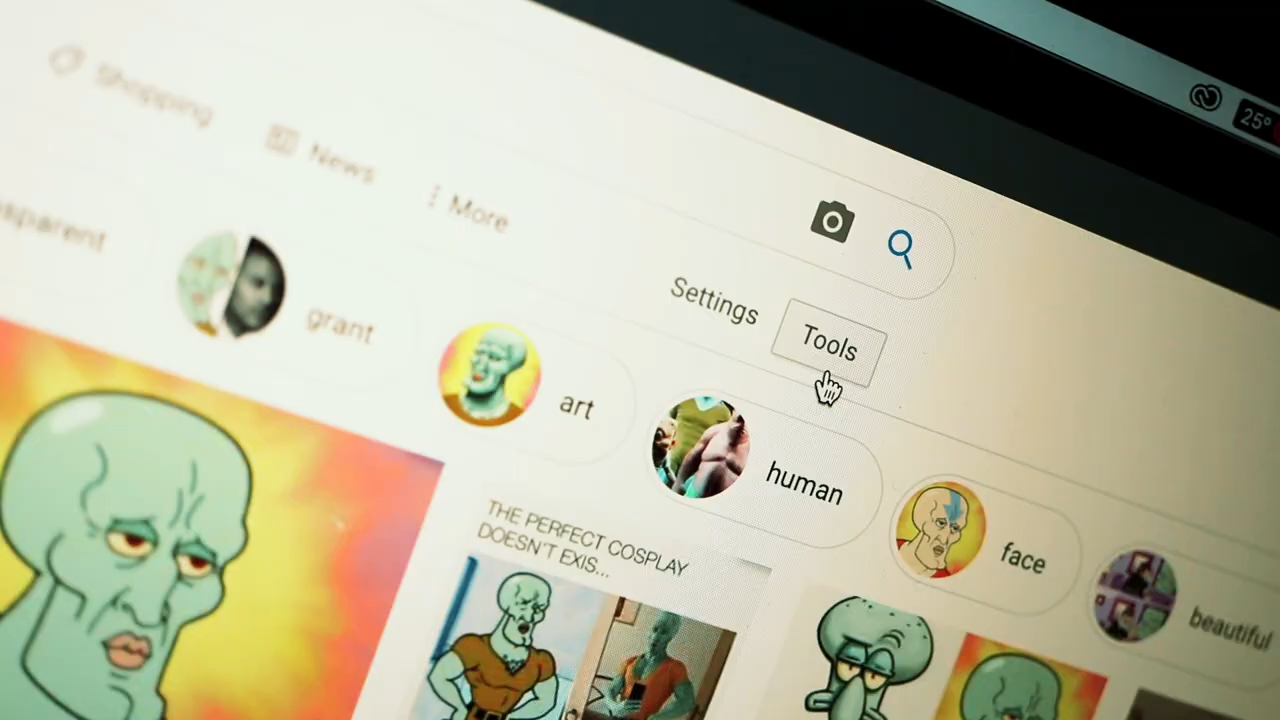 25°
Shopping
News
More
Settings
Tools
grant
art
human
face
beautiful
THE PERFECT COSPLAY
DOESN'T EXIS...